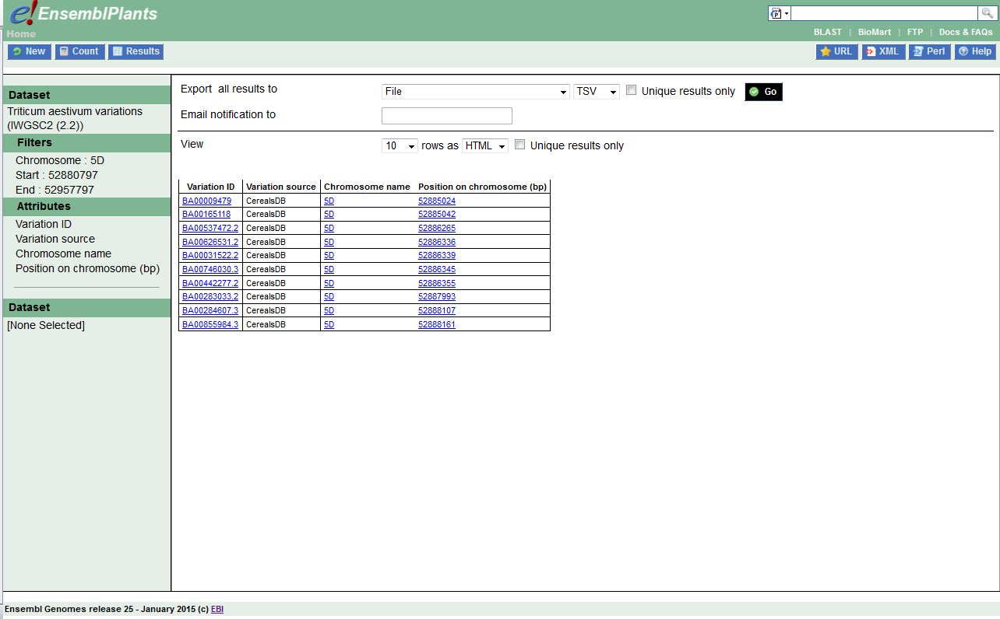 e! EnsemblPlants
Home
BLAST | BioMart | FTP | Docs & FAQs
New Count Results
URL XML Perl Help
Dataset
Triticum aestivum variations
(IWGSC2 (2.2))
Filters
Chromosome : 5D
Start : 52880797
End : 52957797
Attributes
Variation ID
Variation source
Chromosome name
Position on chromosome (bp)
Dataset
[None Selected]
Export all results to File TSV Unique results only Go
Email notification to
View 10 rows as HTML Unique results only
Variation ID Variation source Chromosome name Position on chromosome (bp)
BA00009479 CerealsDB 5D 52885024
BA00165118 CerealsDB 5D 52885042
BA00537472.2 CerealsDB 5D 52886265
BA00626531.2 CerealsDB 5D 52886336
BA00031522.2 CerealsDB 5D 52886339
BA00746030.3 CerealsDB 5D 52886345
BA00442277.2 CerealsDB 5D 52886355
BA00283033.2 CerealsDB 5D 52887993
BA00284607.3 CerealsDB 5D 52888107
BA00855984.3 CerealsDB 5D 52888161
Ensembl Genomes release 25 - January 2015 (c) EBI